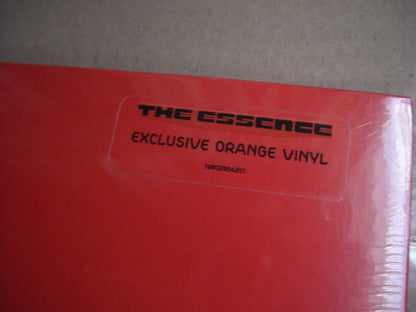 THE ESSENCE
EXCLUSIVE ORANGE VINYL
19802956201